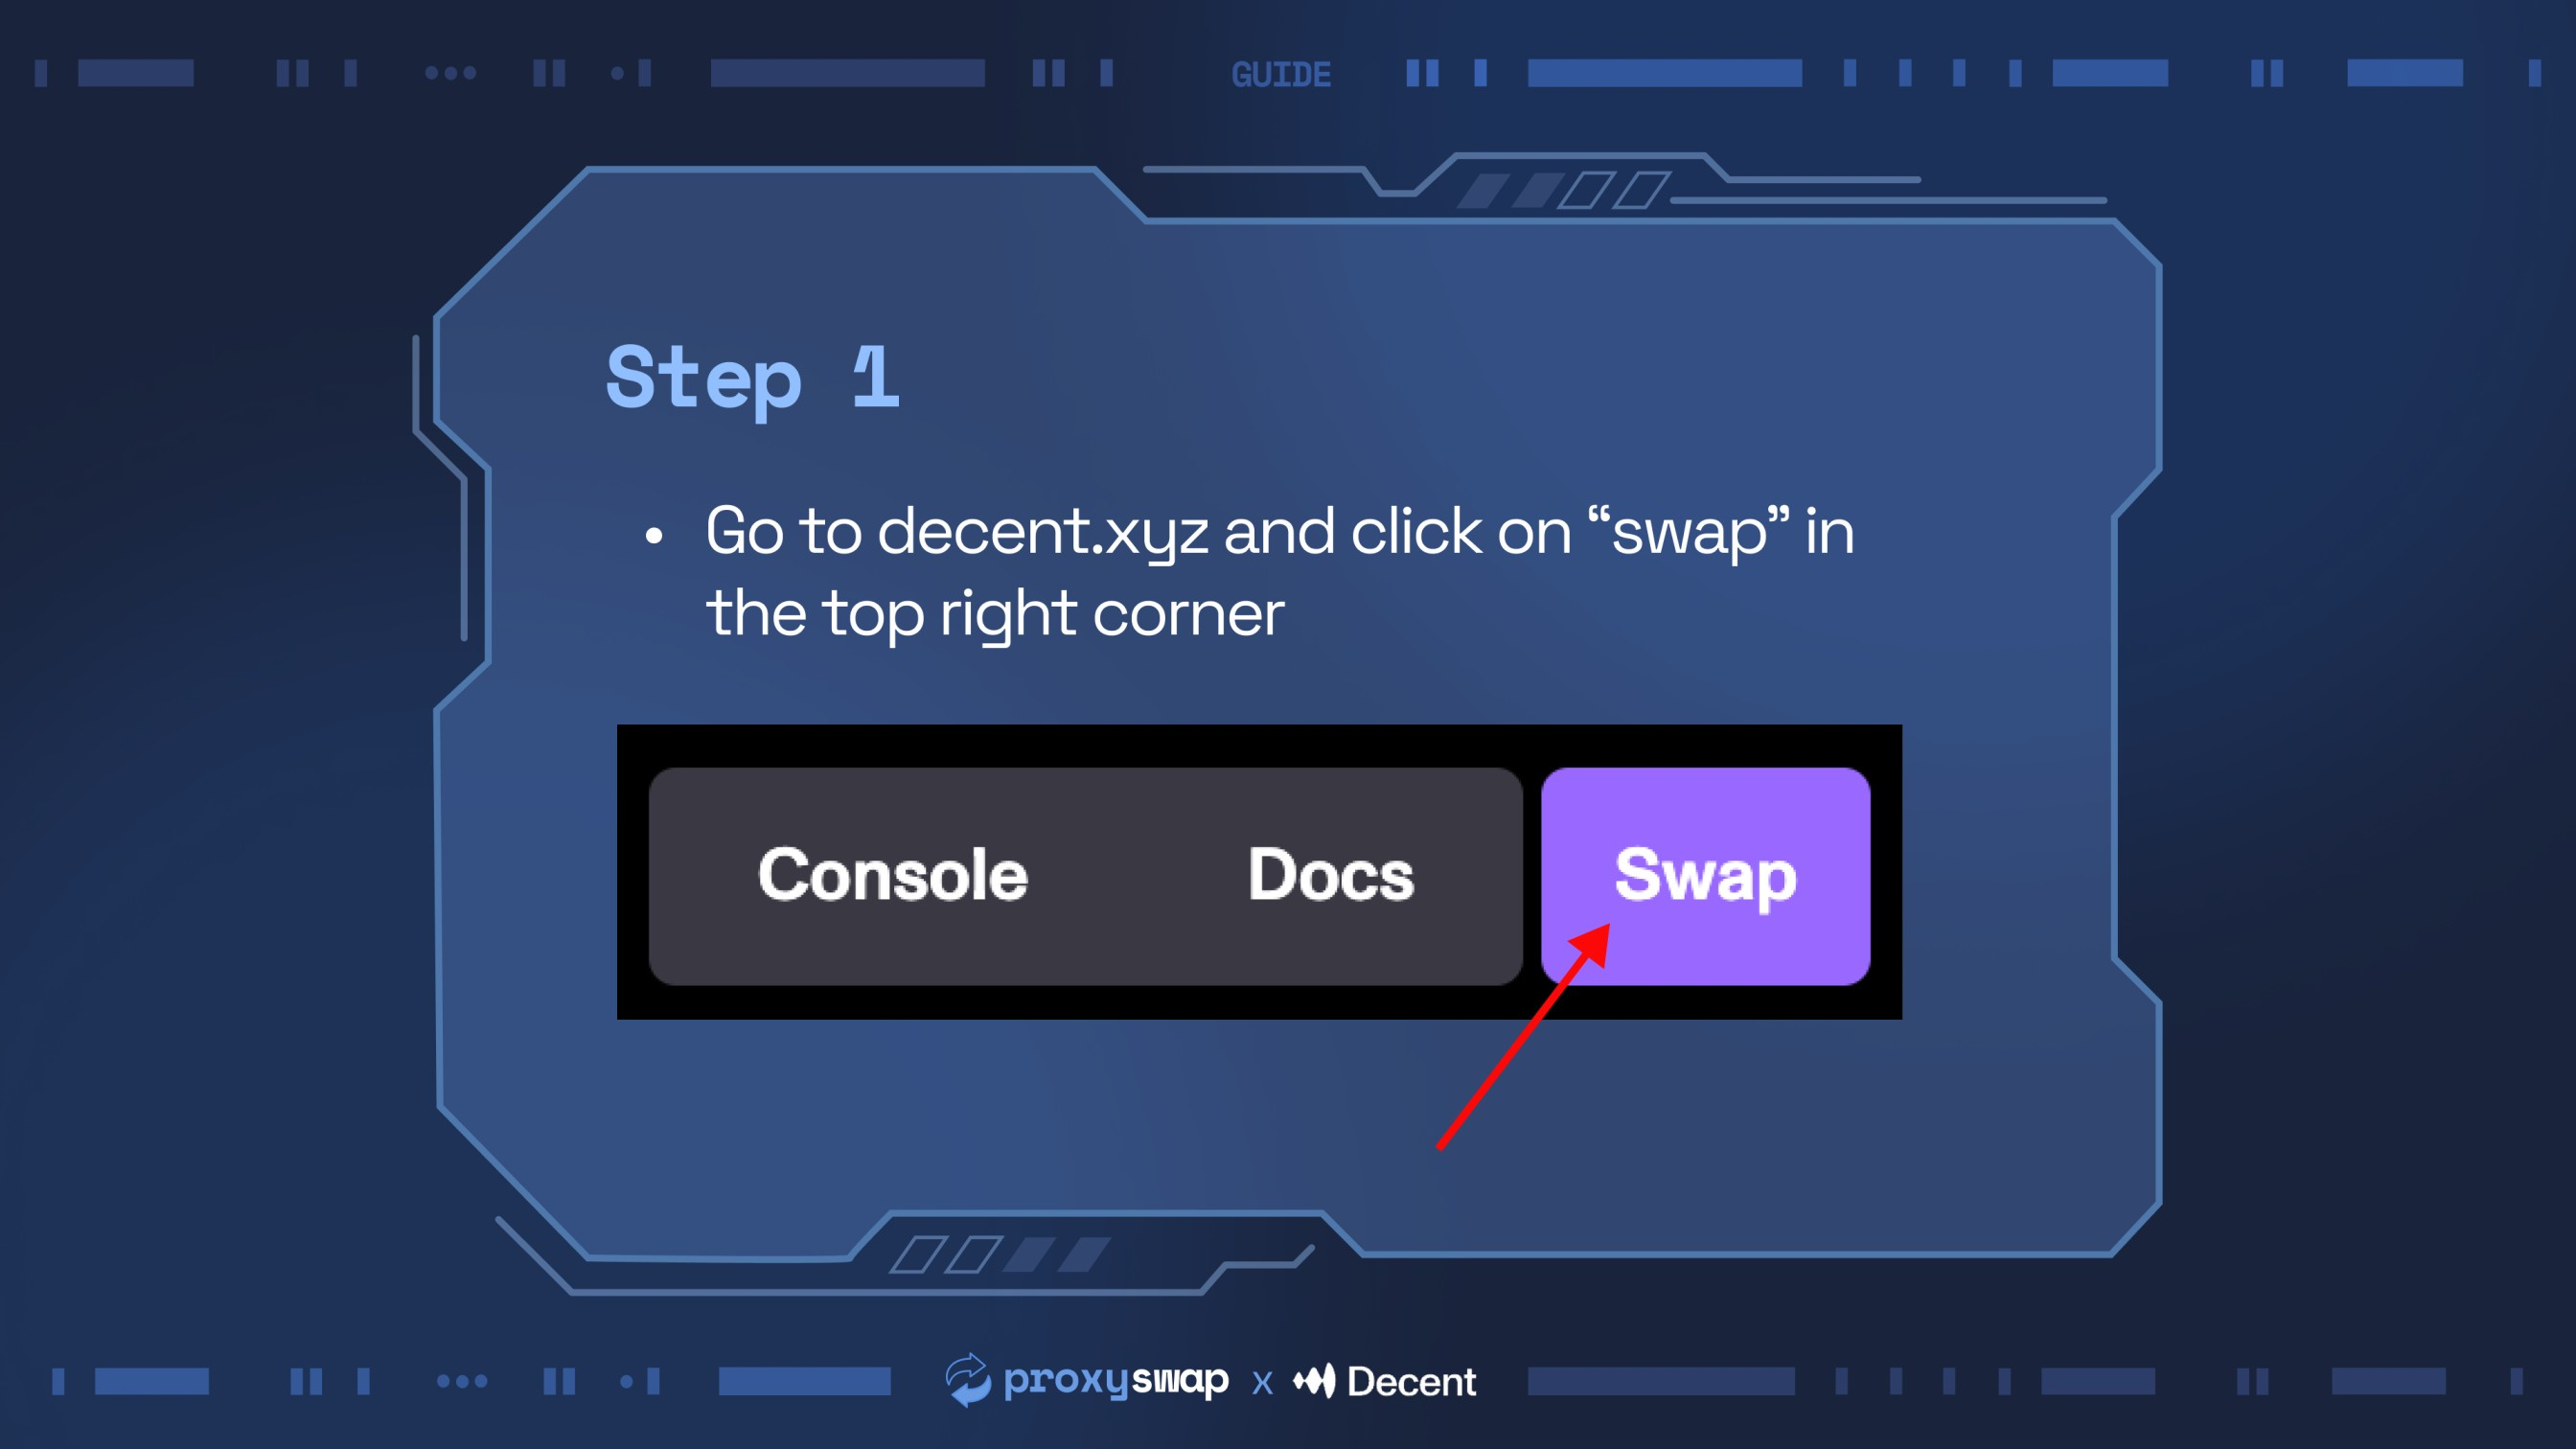 GUIDE
Step 1
• Go to decent.xyz and click on “swap” in
the top right corner
Console Docs Swap
proxyswap x Decent